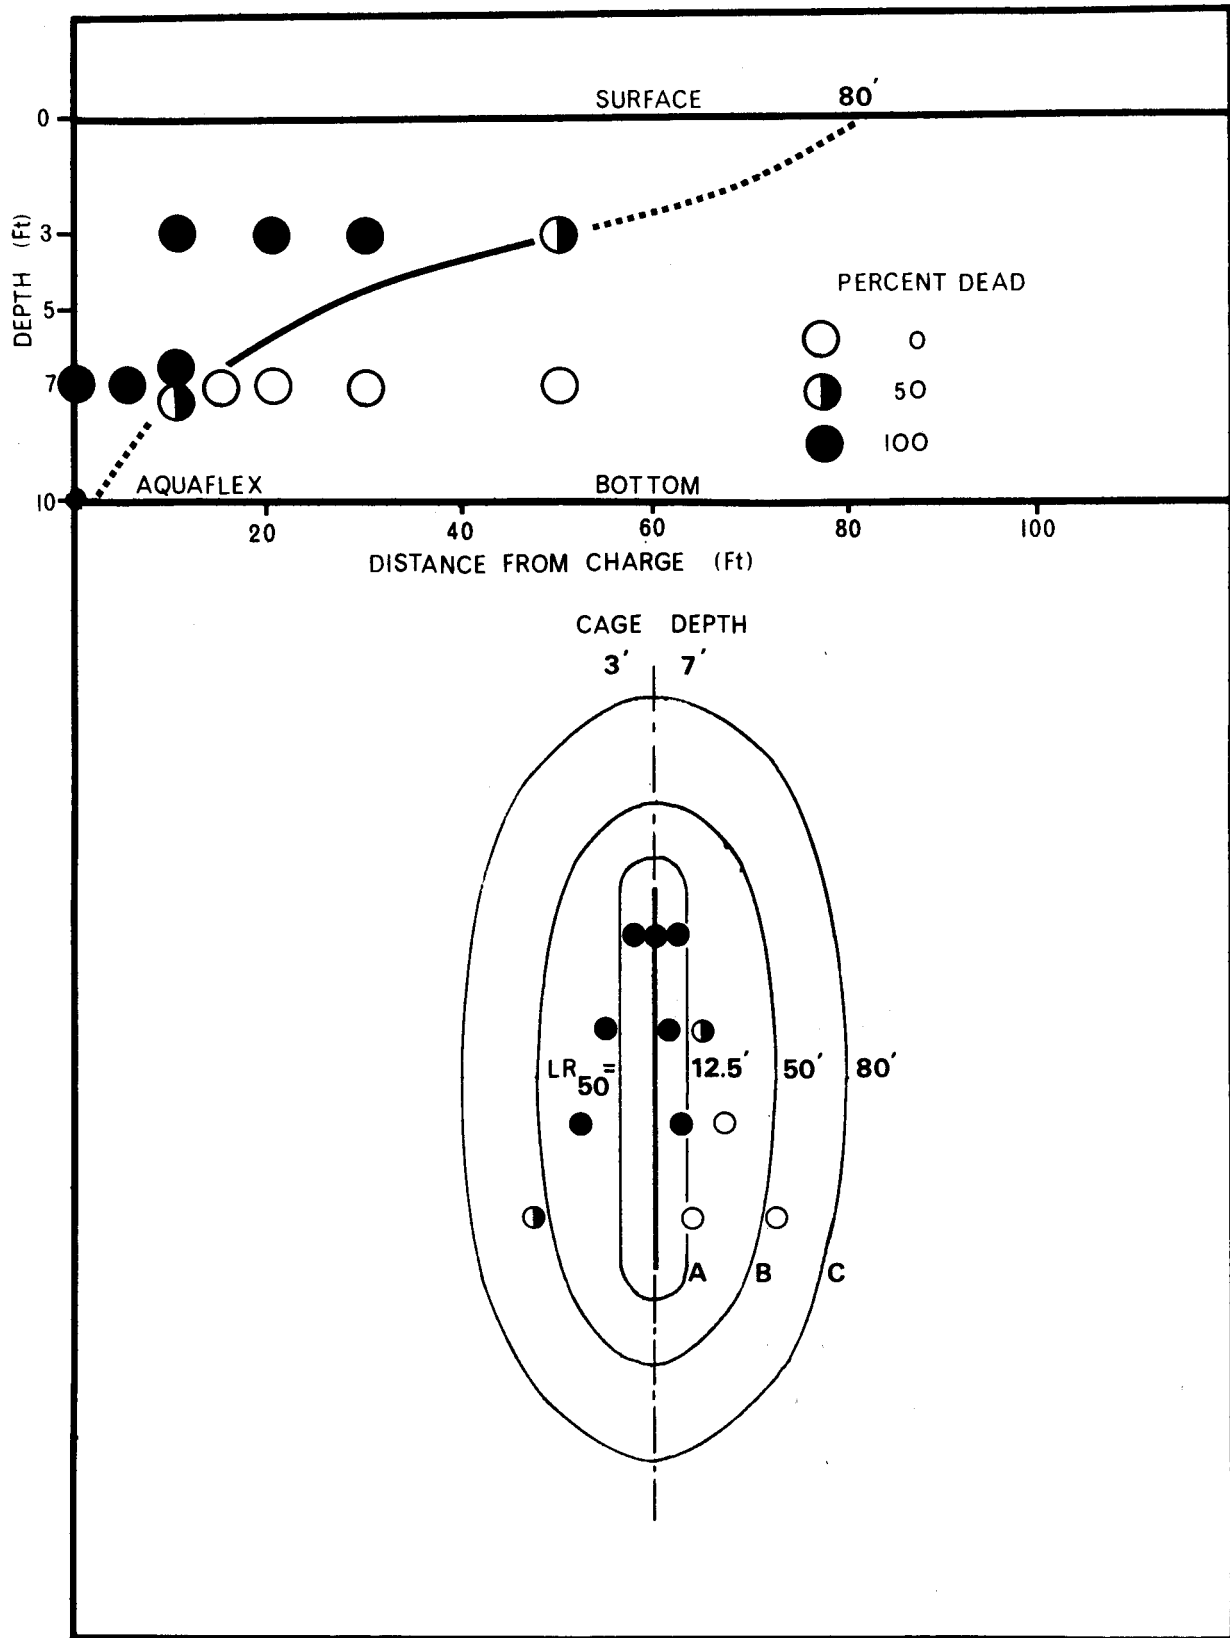 SURFACE 80'
0
3
5
7
10
DEPTH (Ft)
PERCENT DEAD
0
50
100
AQUAFLEX BOTTOM
20 40 60 80 100
DISTANCE FROM CHARGE (Ft)
CAGE DEPTH
3' 7'
LR50= 12.5' 50' 80'
A B C